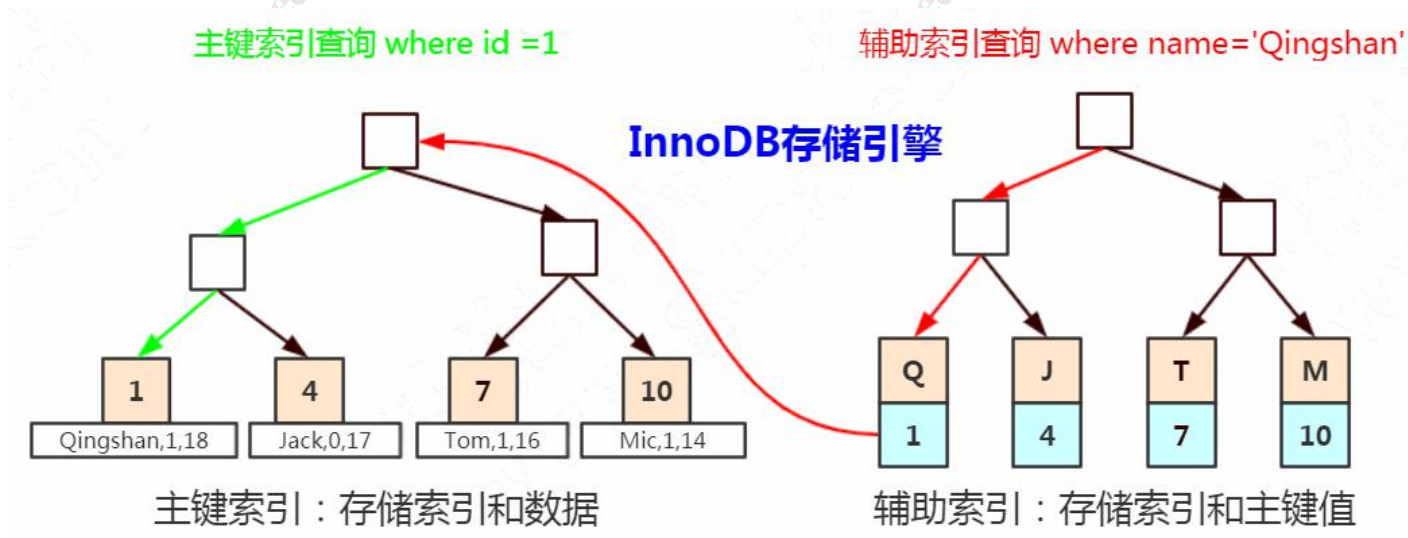 主键索引查询 where id =1
辅助索引查询 where name='Qingshan'
InnoDB存储引擎
1
4
7
10
Qingshan,1,18
Jack,0,17
Tom,1,16
Mic,1,14
主键索引：存储索引和数据
Q
J
T
M
1
4
7
10
辅助索引：存储索引和主键值